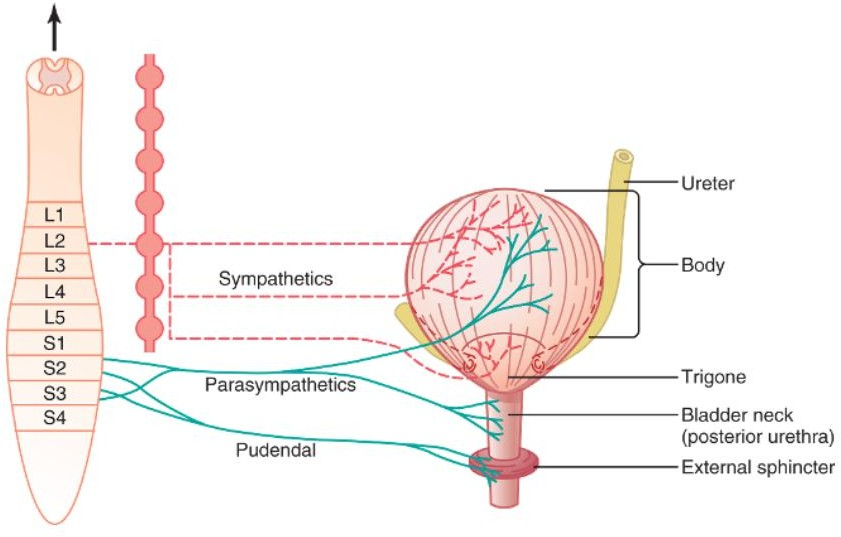 L1
L2
L3
L4
L5
S1
S2
S3
S4
Sympathetics
Parasympathetics
Pudendal
Ureter
Body
Trigone
Bladder neck
(posterior urethra)
External sphincter